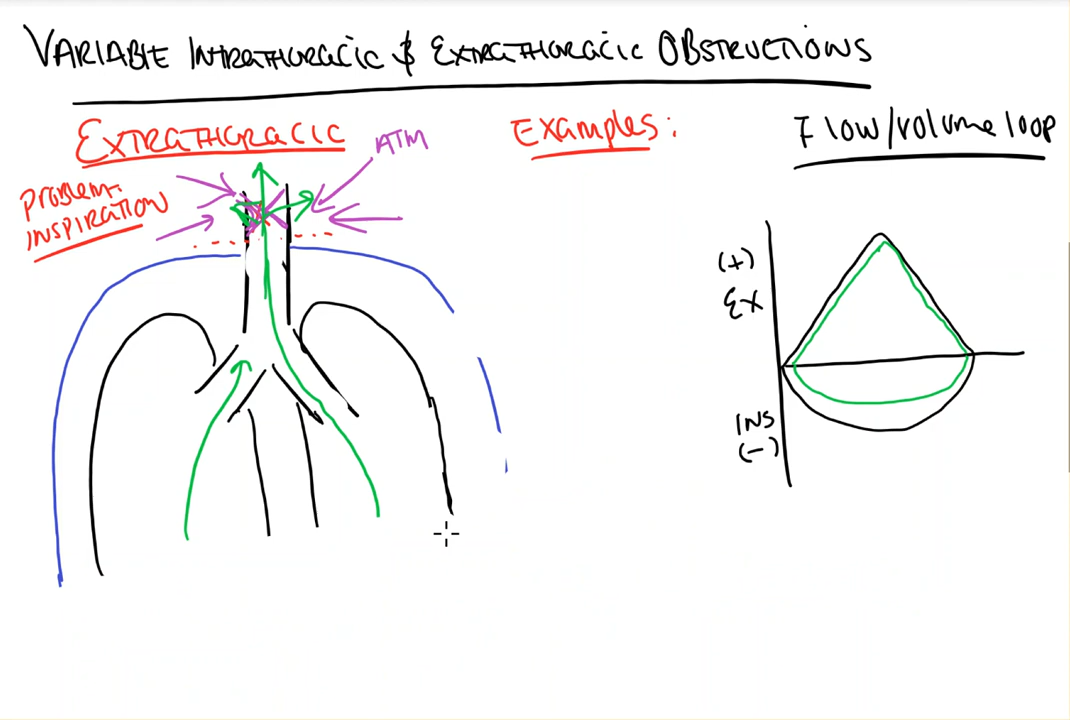 VARIABLE INTRATHORACIC & EXTRATHORACIC OBSTRUCTIONS
EXTRATHORACIC
Examples:
Flow/volume loop
ATM
PROBLEM:
INSPIRATION
(+)
EX
INS
(-)